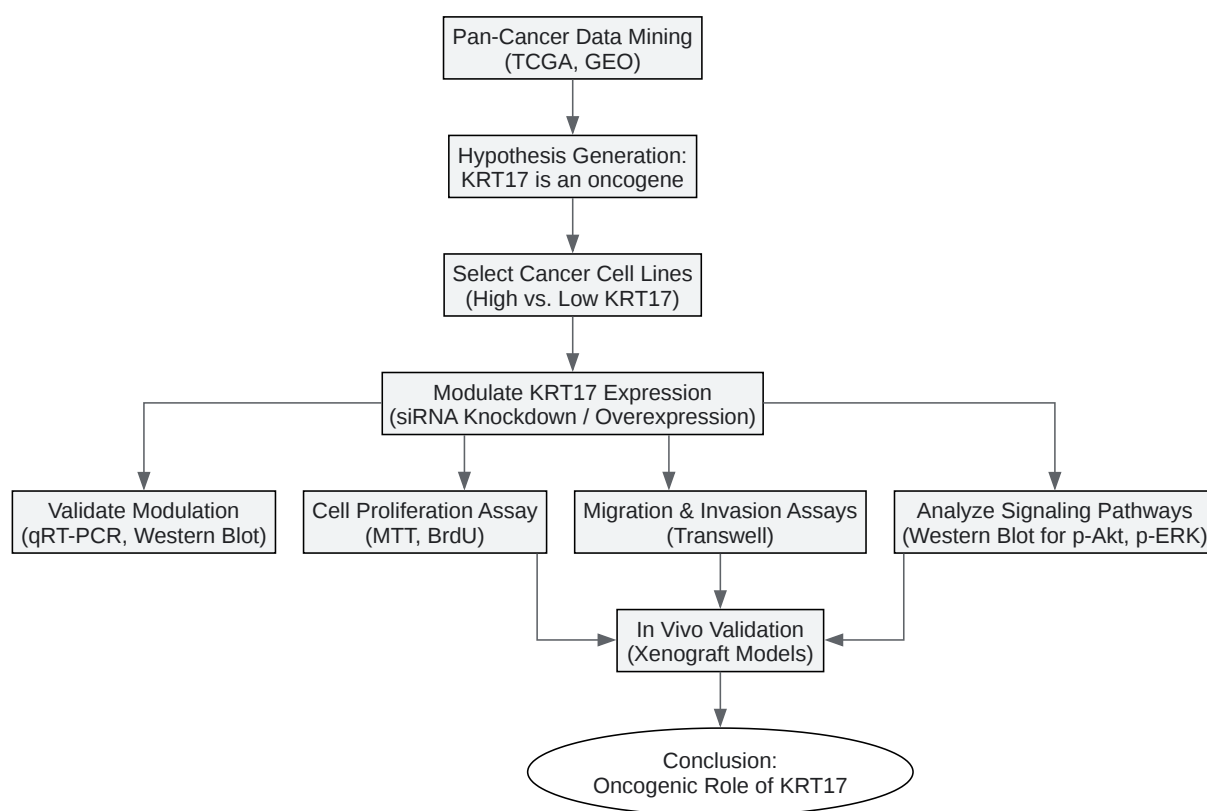 Pan-Cancer Data Mining
(TCGA, GEO)
Hypothesis Generation:
KRT17 is an oncogene
Select Cancer Cell Lines
(High vs. Low KRT17)
Modulate KRT17 Expression
(siRNA Knockdown / Overexpression)
Validate Modulation
(qRT-PCR, Western Blot)
Cell Proliferation Assay
(MTT, BrdU)
Migration & Invasion Assays
(Transwell)
Analyze Signaling Pathways
(Western Blot for p-Akt, p-ERK)
In Vivo Validation
(Xenograft Models)
Conclusion:
Oncogenic Role of KRT17